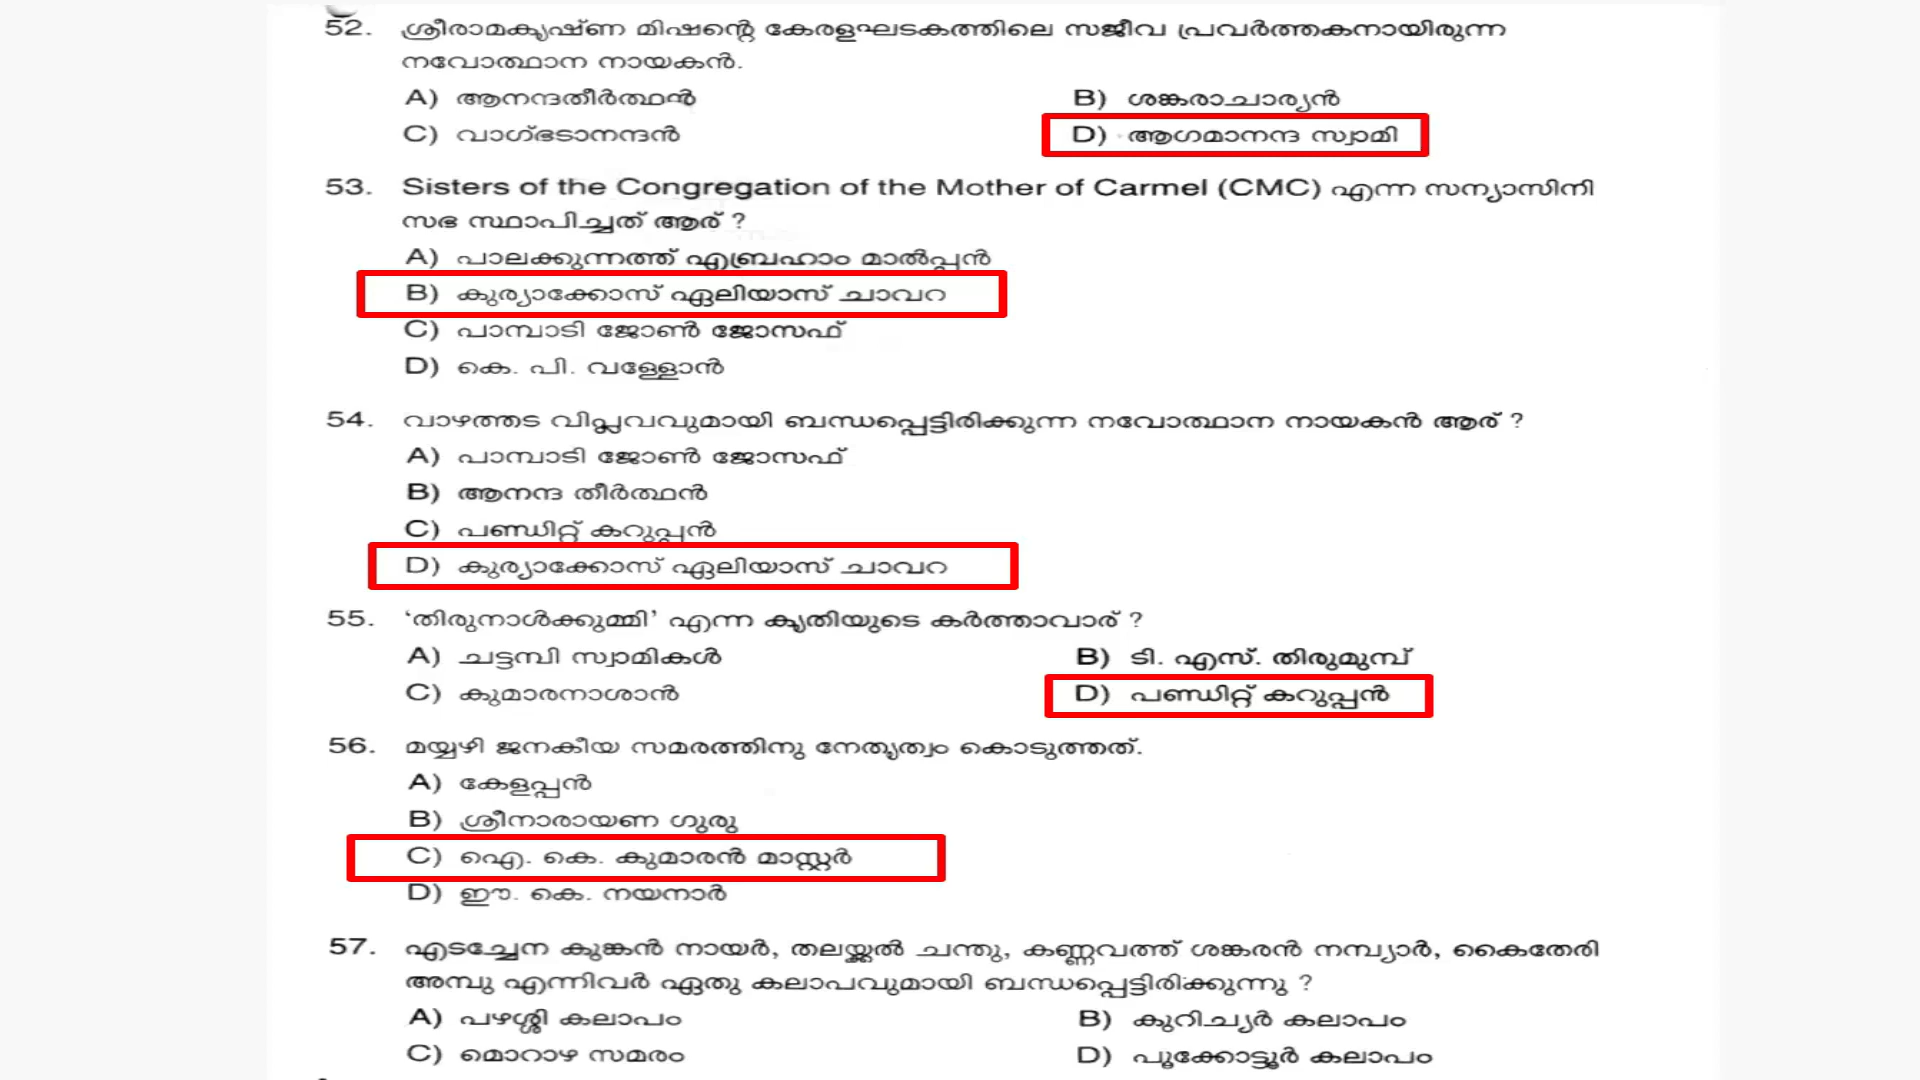 52. ശ്രീരാമകൃഷ്ണ മിഷന്റെ കേരളഘടകത്തിലെ സജീവ പ്രവർത്തകനായിരുന്ന
നവോത്ഥാന നായകൻ.
A) ആനന്ദതീർത്ഥൻ B) ശങ്കരാചാര്യൻ
C) വാഗ്ഭടാനന്ദൻ D) ആഗമാനന്ദ സ്വാമി
53. Sisters of the Congregation of the Mother of Carmel (CMC) എന്ന സന്യാസിനി
സഭ സ്ഥാപിച്ചത് ആര് ?
A) പാലക്കുന്നത്ത് എബ്രഹാം മാൽപ്പൻ
B) കുര്യാക്കോസ് ഏലിയാസ് ചാവറ
C) പാമ്പാടി ജോൺ ജോസഫ്
D) കെ. പി. വള്ളോൻ
54. വാഴത്തട വിപ്ലവവുമായി ബന്ധപ്പെട്ടിരിക്കുന്ന നവോത്ഥാന നായകൻ ആര് ?
A) പാമ്പാടി ജോൺ ജോസഫ്
B) ആനന്ദ തീർത്ഥൻ
C) പണ്ഡിറ്റ് കറുപ്പൻ
D) കുര്യാക്കോസ് ഏലിയാസ് ചാവറ
55. ‘തിരുനാൾക്കുമ്മി’ എന്ന കൃതിയുടെ കർത്താവാര് ?
A) ചട്ടമ്പി സ്വാമികൾ B) ടി. എസ്. തിരുമുമ്പ്
C) കുമാരനാശാൻ D) പണ്ഡിറ്റ് കറുപ്പൻ
56. മയ്യഴി ജനകീയ സമരത്തിനു നേതൃത്വം കൊടുത്തത്.
A) കേളപ്പൻ
B) ശ്രീനാരായണ ഗുരു
C) ഐ. കെ. കുമാരൻ മാസ്റ്റർ
D) ഈ. കെ. നയനാർ
57. എടച്ചേന കുങ്കൻ നായർ, തലയ്ക്കൽ ചന്തു, കണ്ണവത്ത് ശങ്കരൻ നമ്പ്യാർ, കൈതേരി
അമ്പു എന്നിവർ ഏതു കലാപവുമായി ബന്ധപ്പെട്ടിരിക്കുന്നു ?
A) പഴശ്ശി കലാപം B) കുറിച്യർ കലാപം
C) മൊറാഴ സമരം D) പൂക്കോട്ടൂർ കലാപം